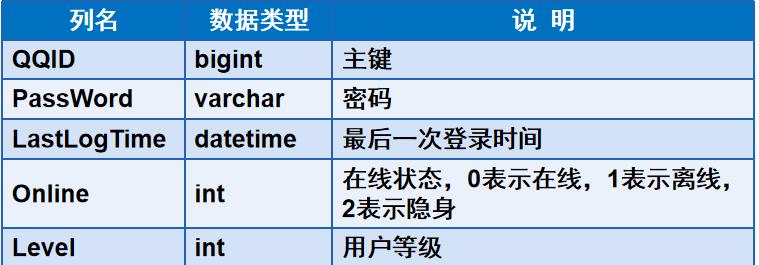 列名 数据类型 说 明
QQID bigint 主键
PassWord varchar 密码
LastLogTime datetime 最后一次登录时间
Online int 在线状态，0表示在线，1表示离线，
2表示隐身
Level int 用户等级